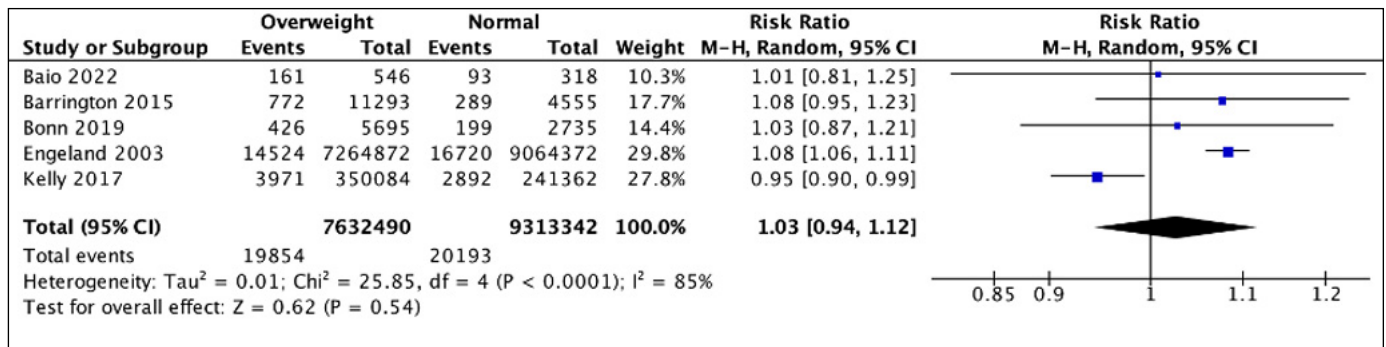 Overweight Normal Risk Ratio Risk Ratio
Study or Subgroup Events Total Events Total Weight M-H, Random, 95% CI M-H, Random, 95% CI
Baio 2022 161 546 93 318 10.3% 1.01 [0.81, 1.25]
Barrington 2015 772 11293 289 4555 17.7% 1.08 [0.95, 1.23]
Bonn 2019 426 5695 199 2735 14.4% 1.03 [0.87, 1.21]
Engeland 2003 14524 7264872 16720 9064372 29.8% 1.08 [1.06, 1.11]
Kelly 2017 3971 350084 2892 241362 27.8% 0.95 [0.90, 0.99]
Total (95% CI) 7632490 9313342 100.0% 1.03 [0.94, 1.12]
Total events 19854 20193
Heterogeneity: Tau² = 0.01; Chi² = 25.85, df = 4 (P < 0.0001); I² = 85%
Test for overall effect: Z = 0.62 (P = 0.54)
0.85 0.9 1 1.1 1.2